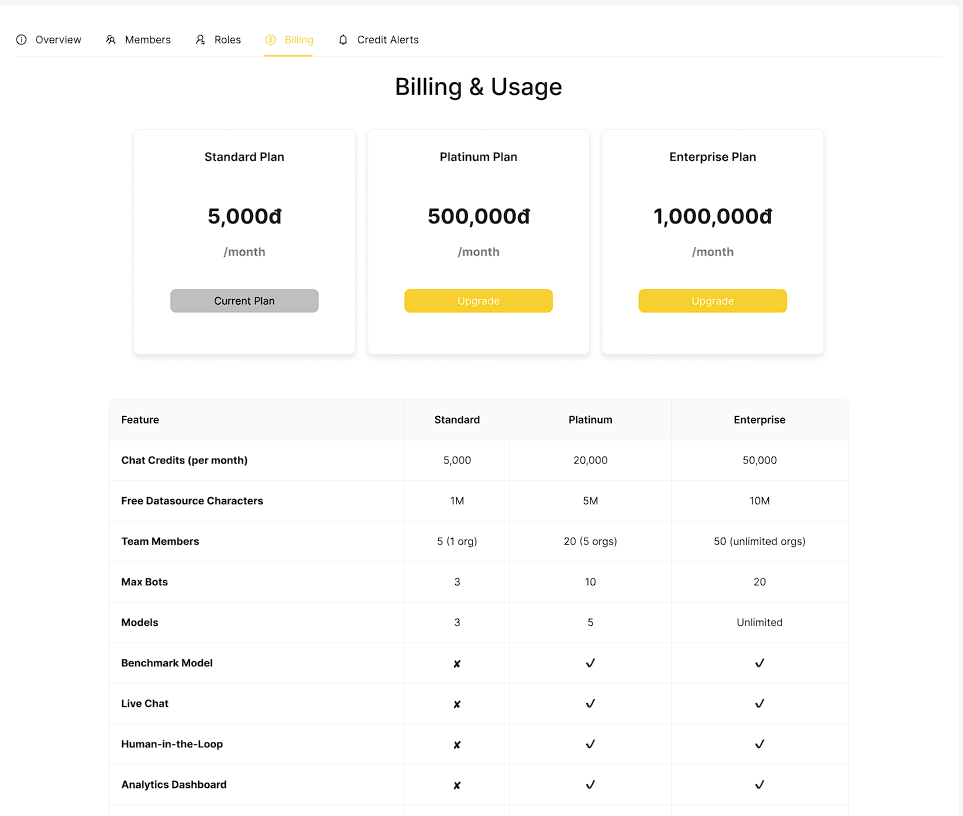 Overview Members Roles Billing Credit Alerts
Billing & Usage
Standard Plan Platinum Plan Enterprise Plan
5,000đ 500,000đ 1,000,000đ
/month /month /month
Current Plan Upgrade Upgrade
Feature Standard Platinum Enterprise
Chat Credits (per month) 5,000 20,000 50,000
Free Datasource Characters 1M 5M 10M
Team Members 5 (1 org) 20 (5 orgs) 50 (unlimited orgs)
Max Bots 3 10 20
Models 3 5 Unlimited
Benchmark Model ✘ ✓ ✓
Live Chat ✘ ✓ ✓
Human-in-the-Loop ✘ ✓ ✓
Analytics Dashboard ✘ ✓ ✓